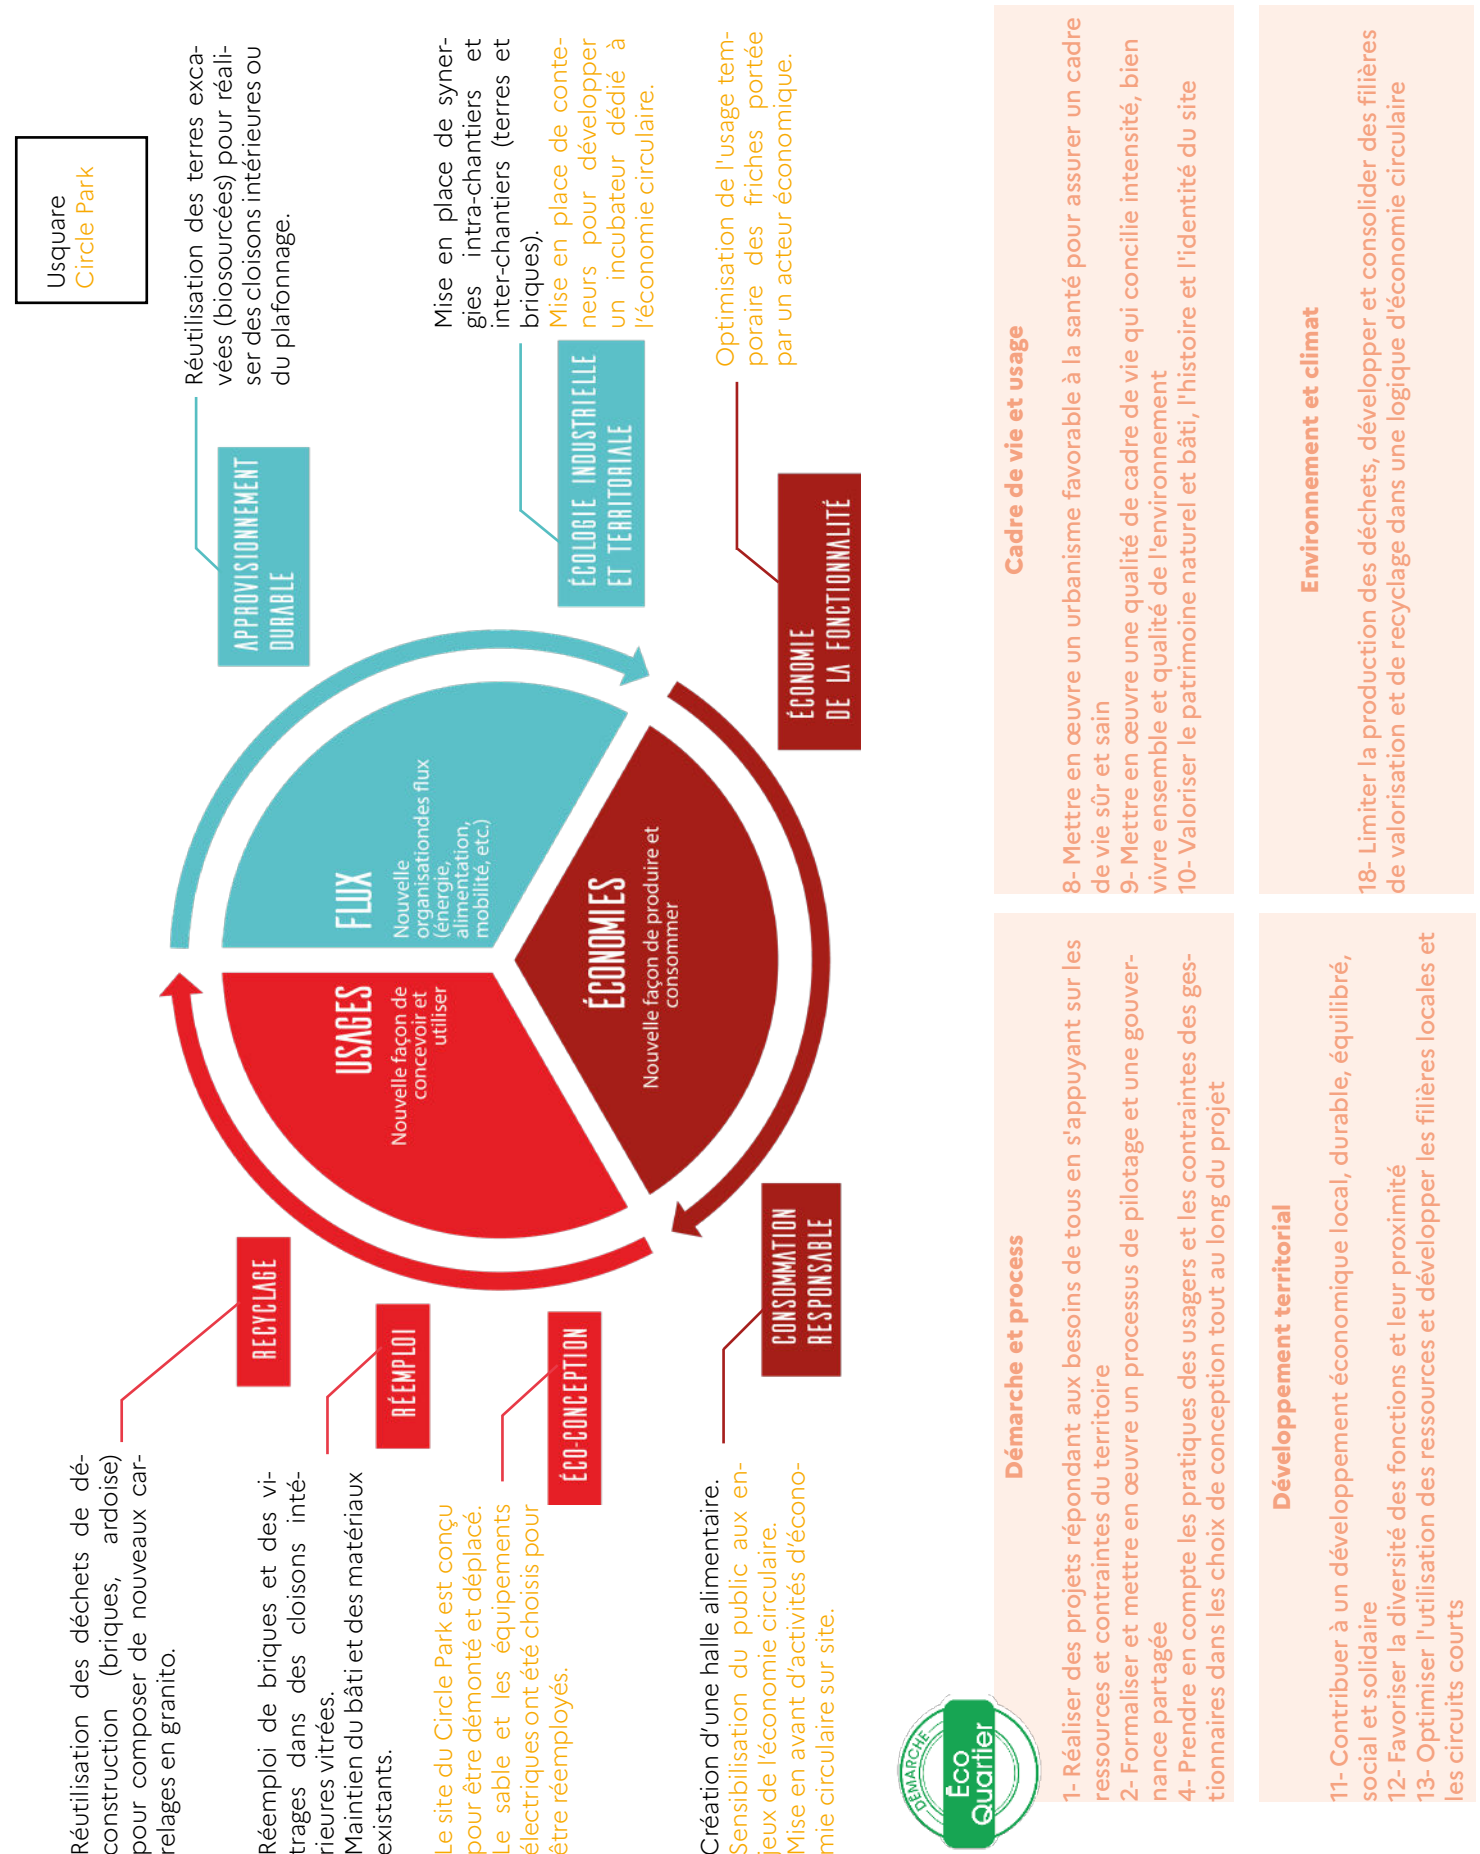 Usquare
Circle Park
Réutilisation des déchets de dé-
construction (briques, ardoise)
pour composer de nouveaux car-
relages en granito.
RECYCLAGE
Réemploi de briques et des vi-
trages dans des cloisons inté-
rieures vitrées.
Maintien du bâti et des matériaux
existants.
RÉEMPLOI
Le site du Circle Park est conçu
pour être démonté et déplacé.
Le sable et les équipements
électriques ont été choisis pour
être réemployés.
ÉCO-CONCEPTION
Création d'une halle alimentaire.
Sensibilisation du public aux en-
jeux de l'économie circulaire.
Mise en avant d'activités d'écono-
mie circulaire sur site.
CONSOMMATION
RESPONSABLE
USAGES
Nouvelle façon de
concevoir et
utiliser
FLUX
Nouvelle
organisationdes flux
(énergie,
alimentation,
mobilité, etc.)
ÉCONOMIES
Nouvelle façon de produire et
consommer
APPROVISIONNEMENT
DURABLE
Réutilisation des terres exca-
vées (biosourcées) pour réali-
ser des cloisons intérieures ou
du plafonnage.
ÉCOLOGIE INDUSTRIELLE
ET TERRITORIALE
Mise en place de syner-
gies intra-chantiers et
inter-chantiers (terres et
briques).
Mise en place de conte-
neurs pour développer
un incubateur dédié à
l'économie circulaire.
ÉCONOMIE
DE LA FONCTIONNALITÉ
Optimisation de l'usage tem-
poraire des friches portée
par un acteur économique.
DÉMARCHE
Éco
Quartier
Démarche et process
1- Réaliser des projets répondant aux besoins de tous en s'appuyant sur les
ressources et contraintes du territoire
2- Formaliser et mettre en œuvre un processus de pilotage et une gouver-
nance partagée
4- Prendre en compte les pratiques des usagers et les contraintes des ges-
tionnaires dans les choix de conception tout au long du projet
Cadre de vie et usage
8- Mettre en œuvre un urbanisme favorable à la santé pour assurer un cadre
de vie sûr et sain
9- Mettre en œuvre une qualité de cadre de vie qui concilie intensité, bien
vivre ensemble et qualité de l'environnement
10- Valoriser le patrimoine naturel et bâti, l'histoire et l'identité du site
Développement territorial
11- Contribuer à un développement économique local, durable, équilibré,
social et solidaire
12- Favoriser la diversité des fonctions et leur proximité
13- Optimiser l'utilisation des ressources et développer les filières locales et
les circuits courts
Environnement et climat
18- Limiter la production des déchets, développer et consolider des filières
de valorisation et de recyclage dans une logique d'économie circulaire